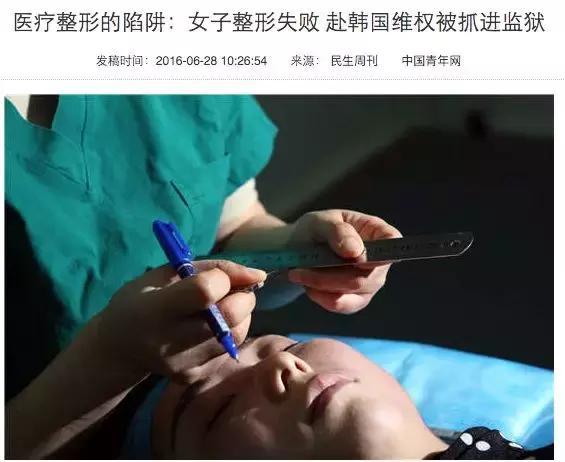 医疗整形的陷阱：女子整形失败 赴韩国维权被抓进监狱
发稿时间：2016-06-28 10:26:54 来源： 民生周刊 中国青年网